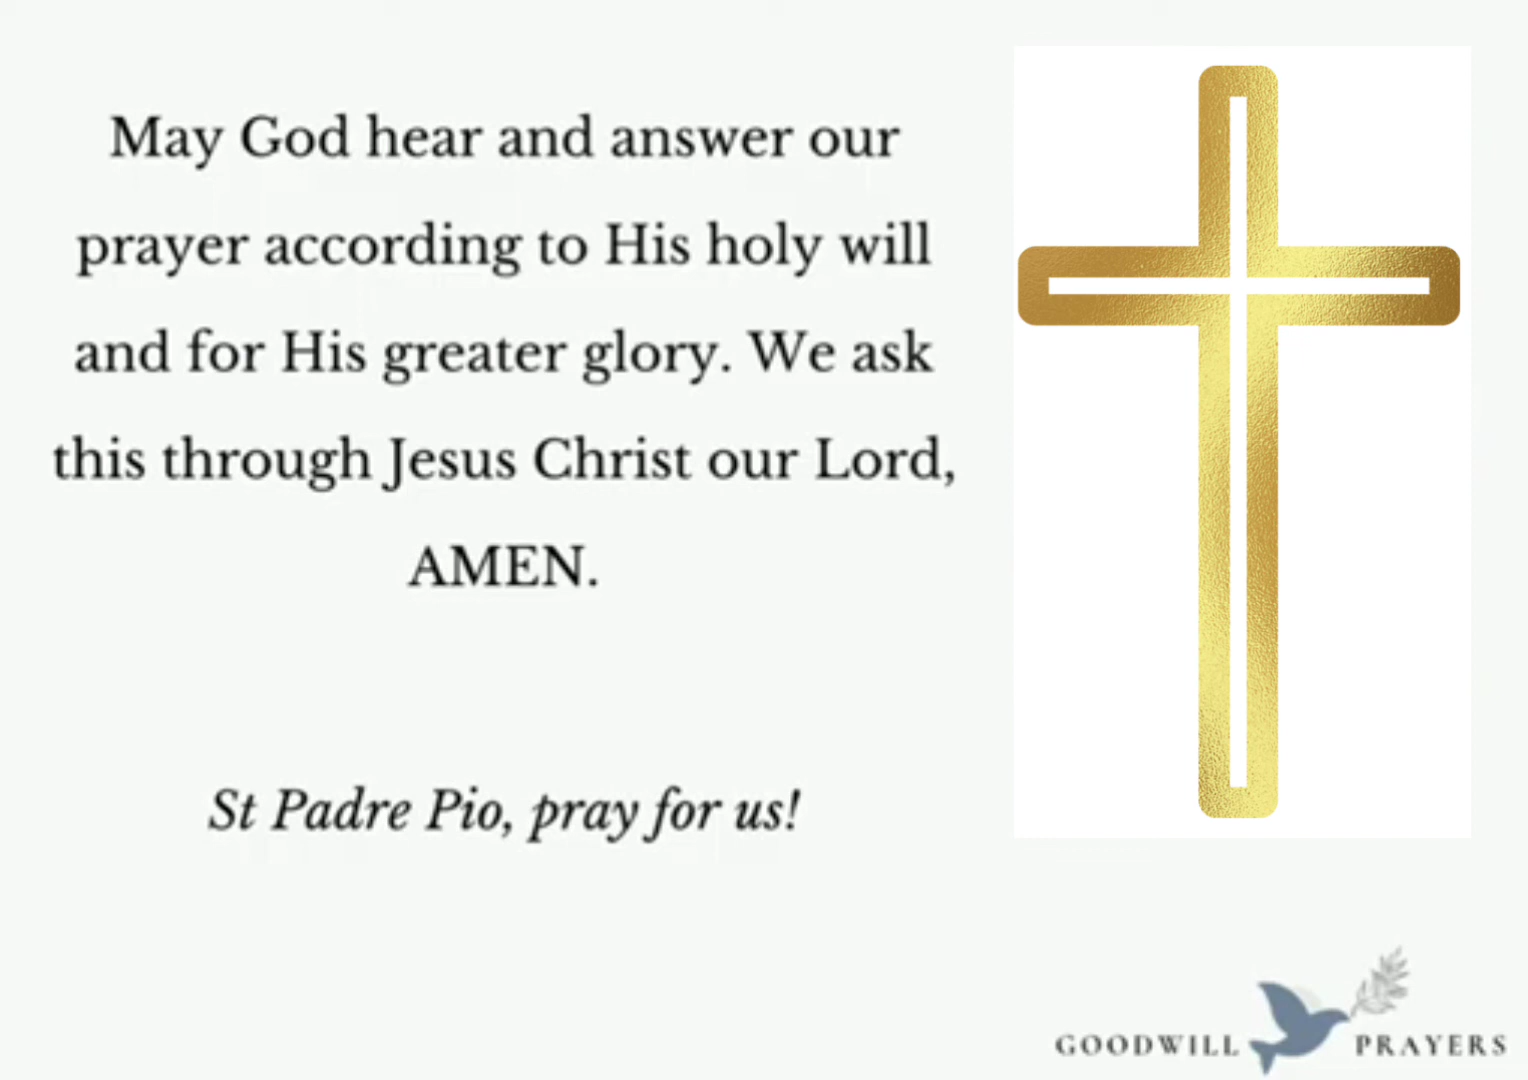 May God hear and answer our
prayer according to His holy will
and for His greater glory. We ask
this through Jesus Christ our Lord,
AMEN.
St Padre Pio, pray for us!
GOODWILL PRAYERS